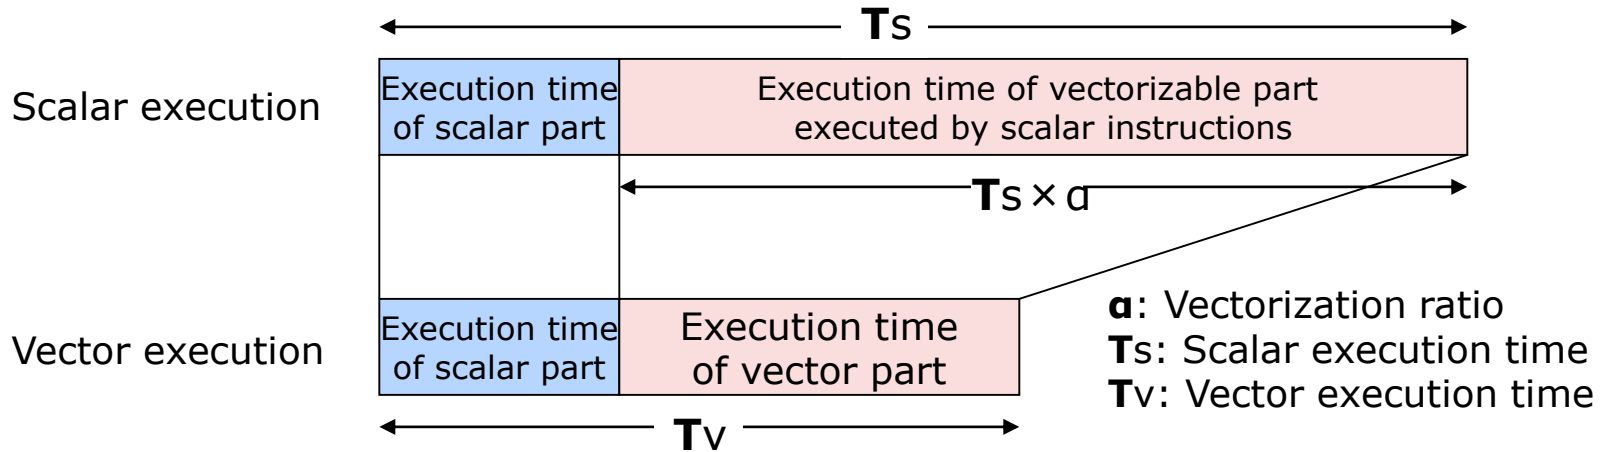 Ts
Scalar execution
Execution time
of scalar part
Execution time of vectorizable part
executed by scalar instructions
Ts×ɑ
Vector execution
Execution time
of scalar part
Execution time
of vector part
ɑ: Vectorization ratio
Ts: Scalar execution time
Tv: Vector execution time
Tv